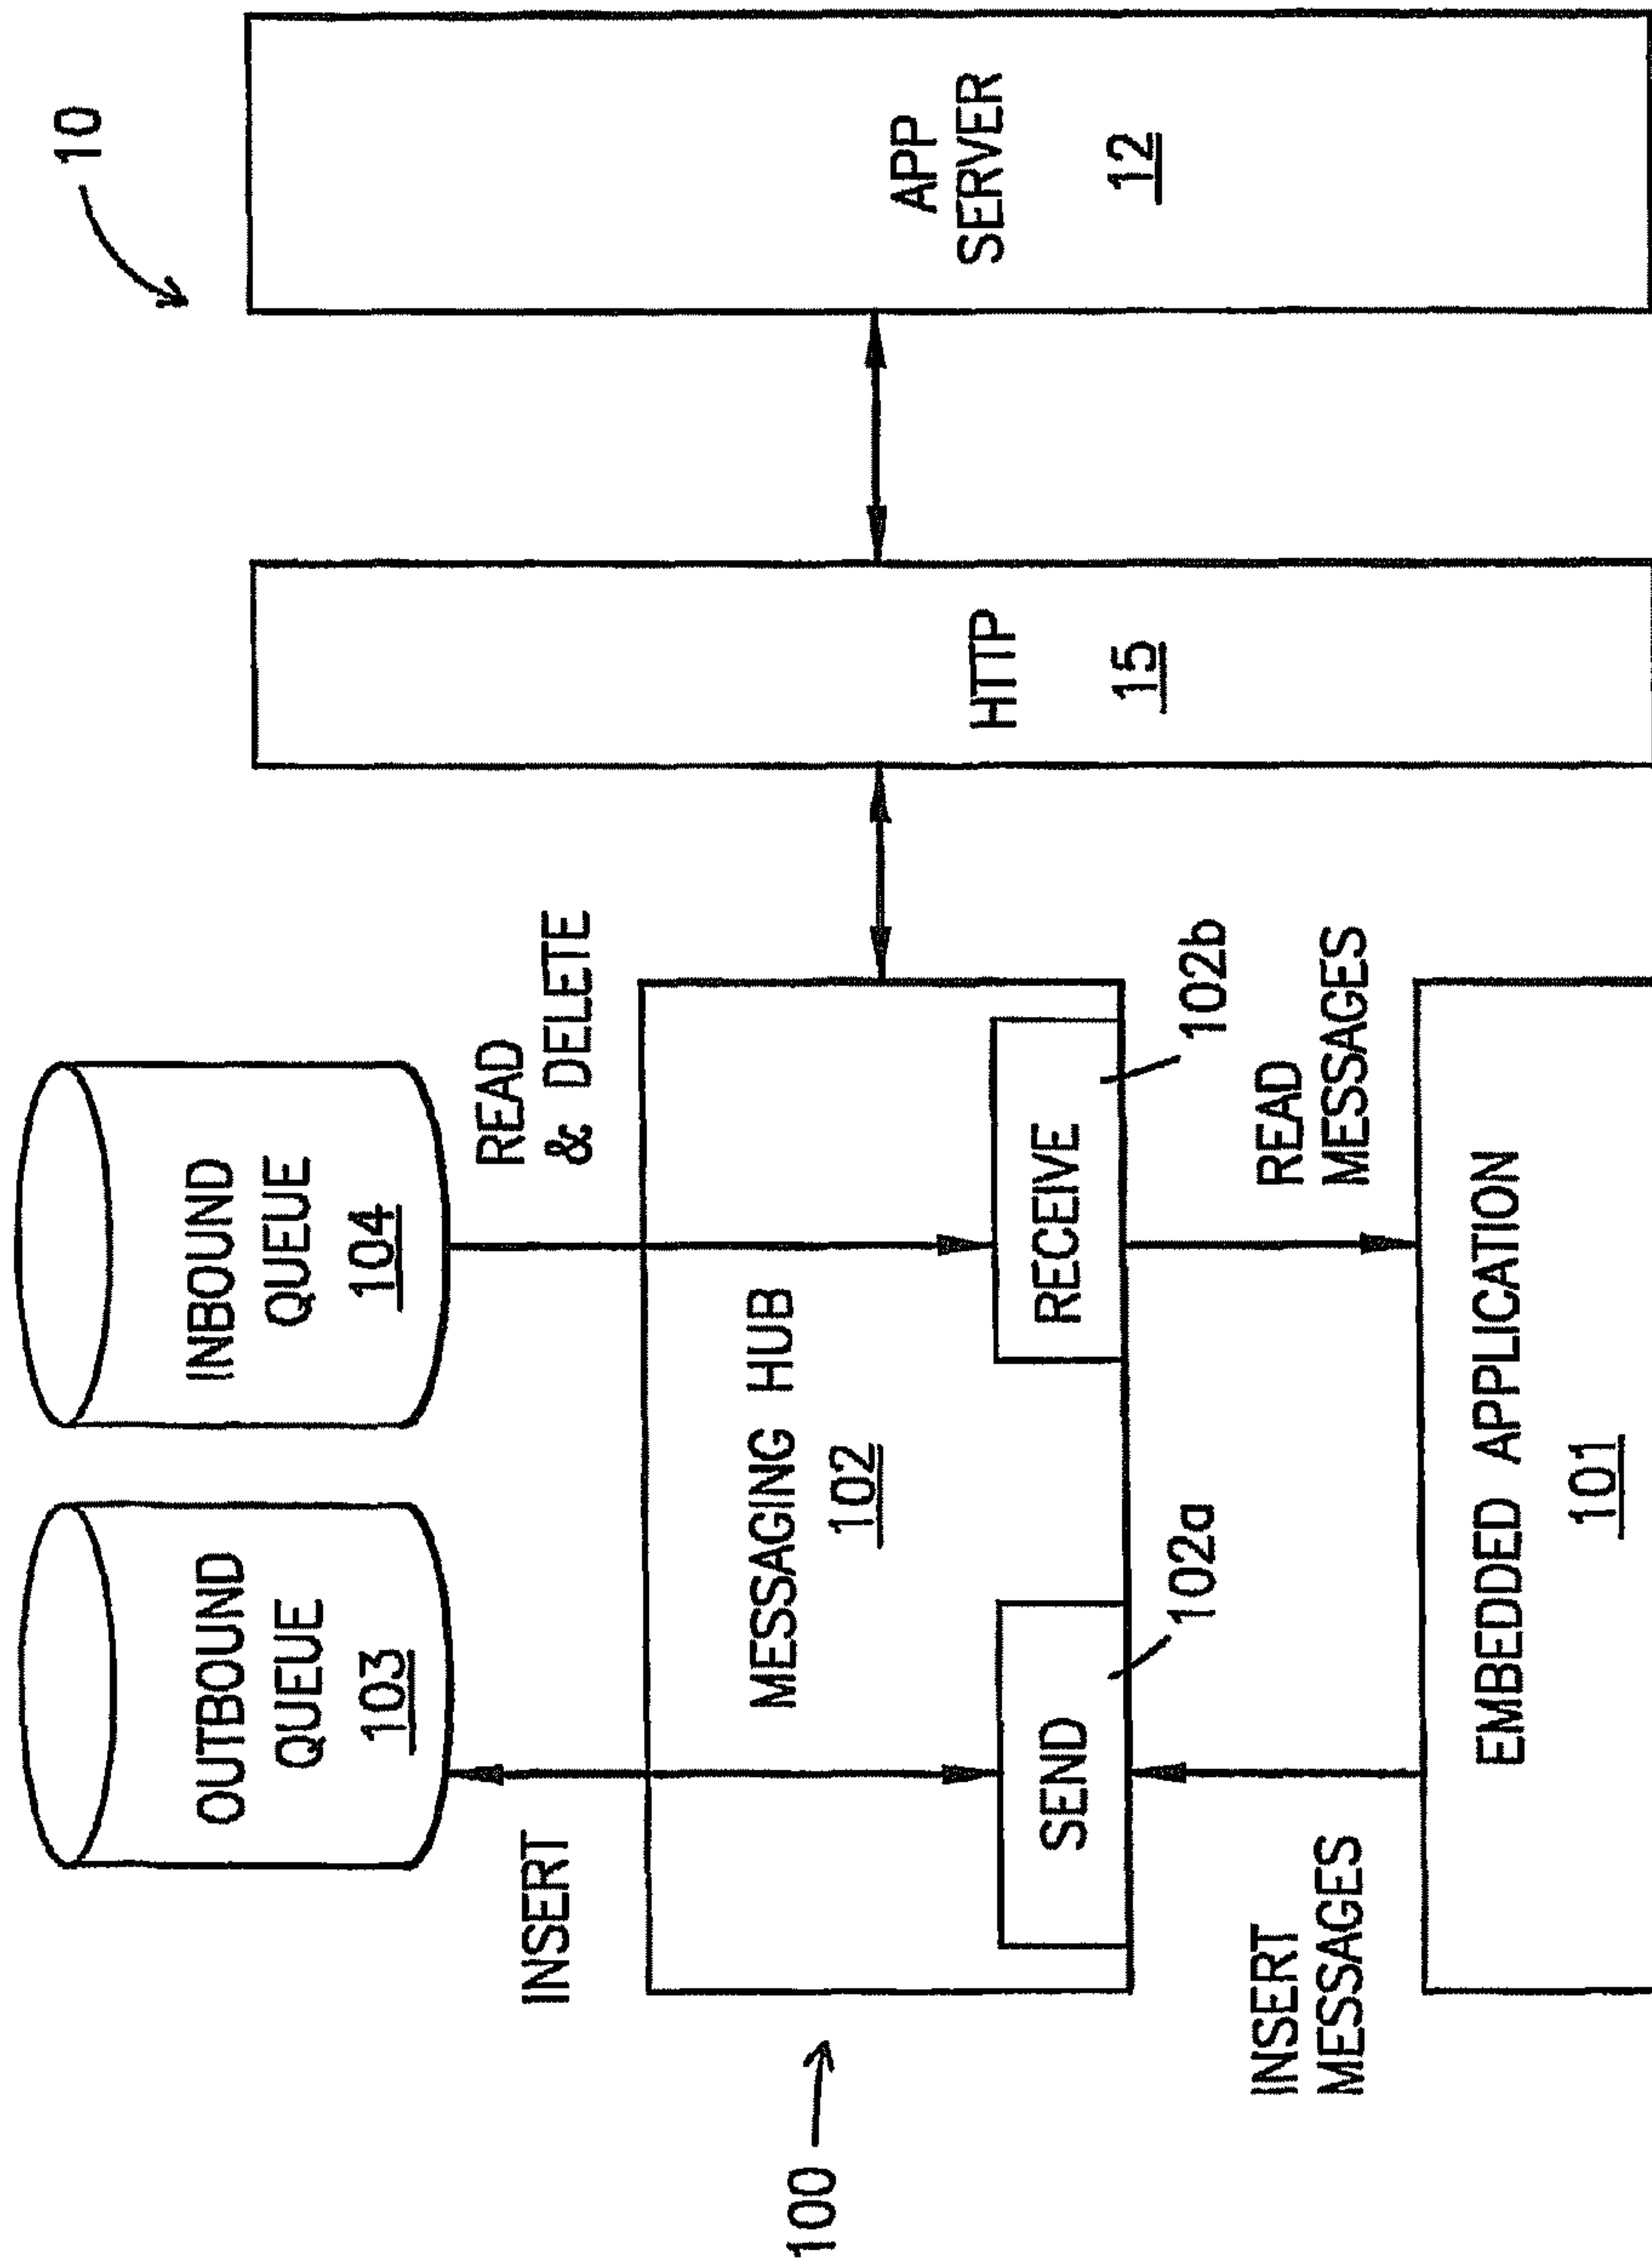 10
OUTBOUND
QUEUE
103
INBOUND
QUEUE
104
INSERT
READ
& DELETE
100
MESSAGING HUB
102
SEND
RECEIVE
102a
102b
INSERT
MESSAGES
READ
MESSAGES
EMBEDDED APPLICATION
101
HTTP
15
APP
SERVER
12